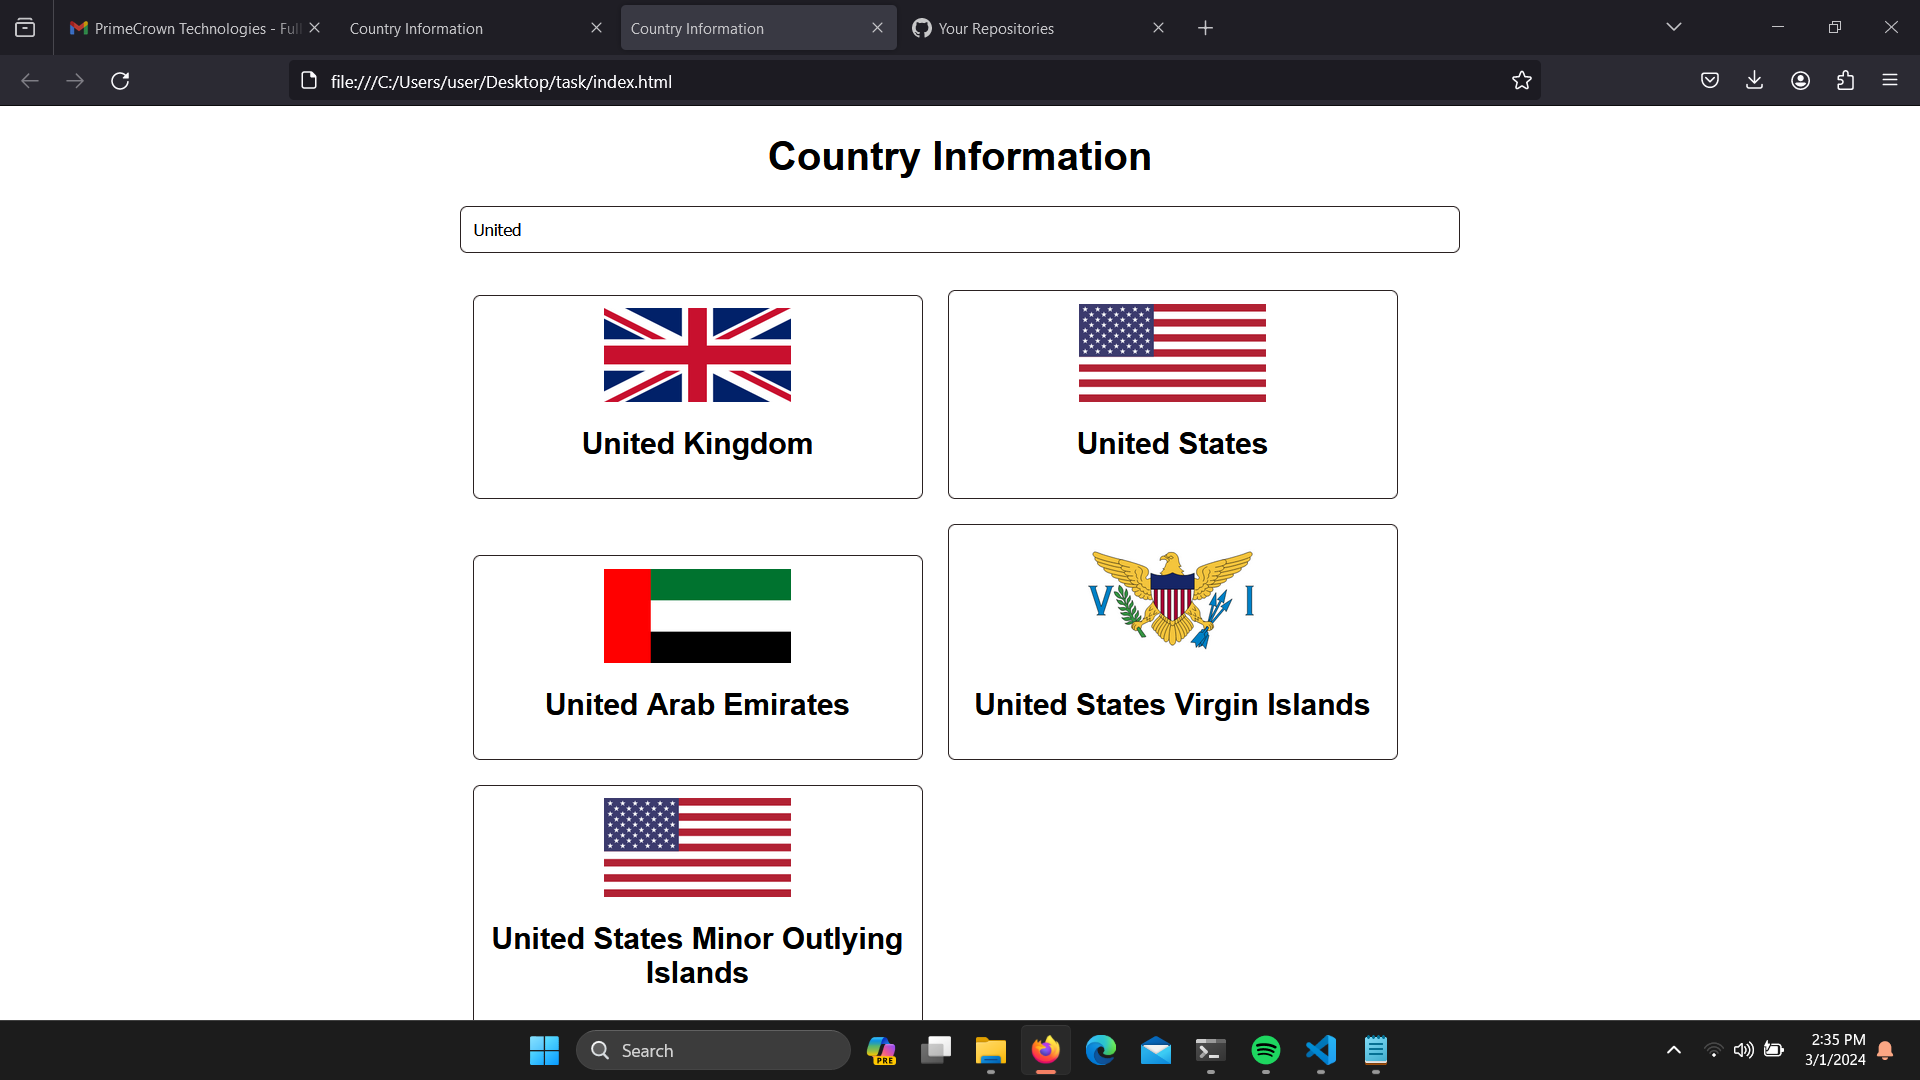 PrimeCrown Technologies - Full
Country Information
Country Information
Your Repositories
file:///C:/Users/user/Desktop/task/index.html
Country Information
United
United Kingdom
United States
V I
United Arab Emirates
United States Virgin Islands
United States Minor Outlying
Islands
Search
PRE
2:35 PM
3/1/2024